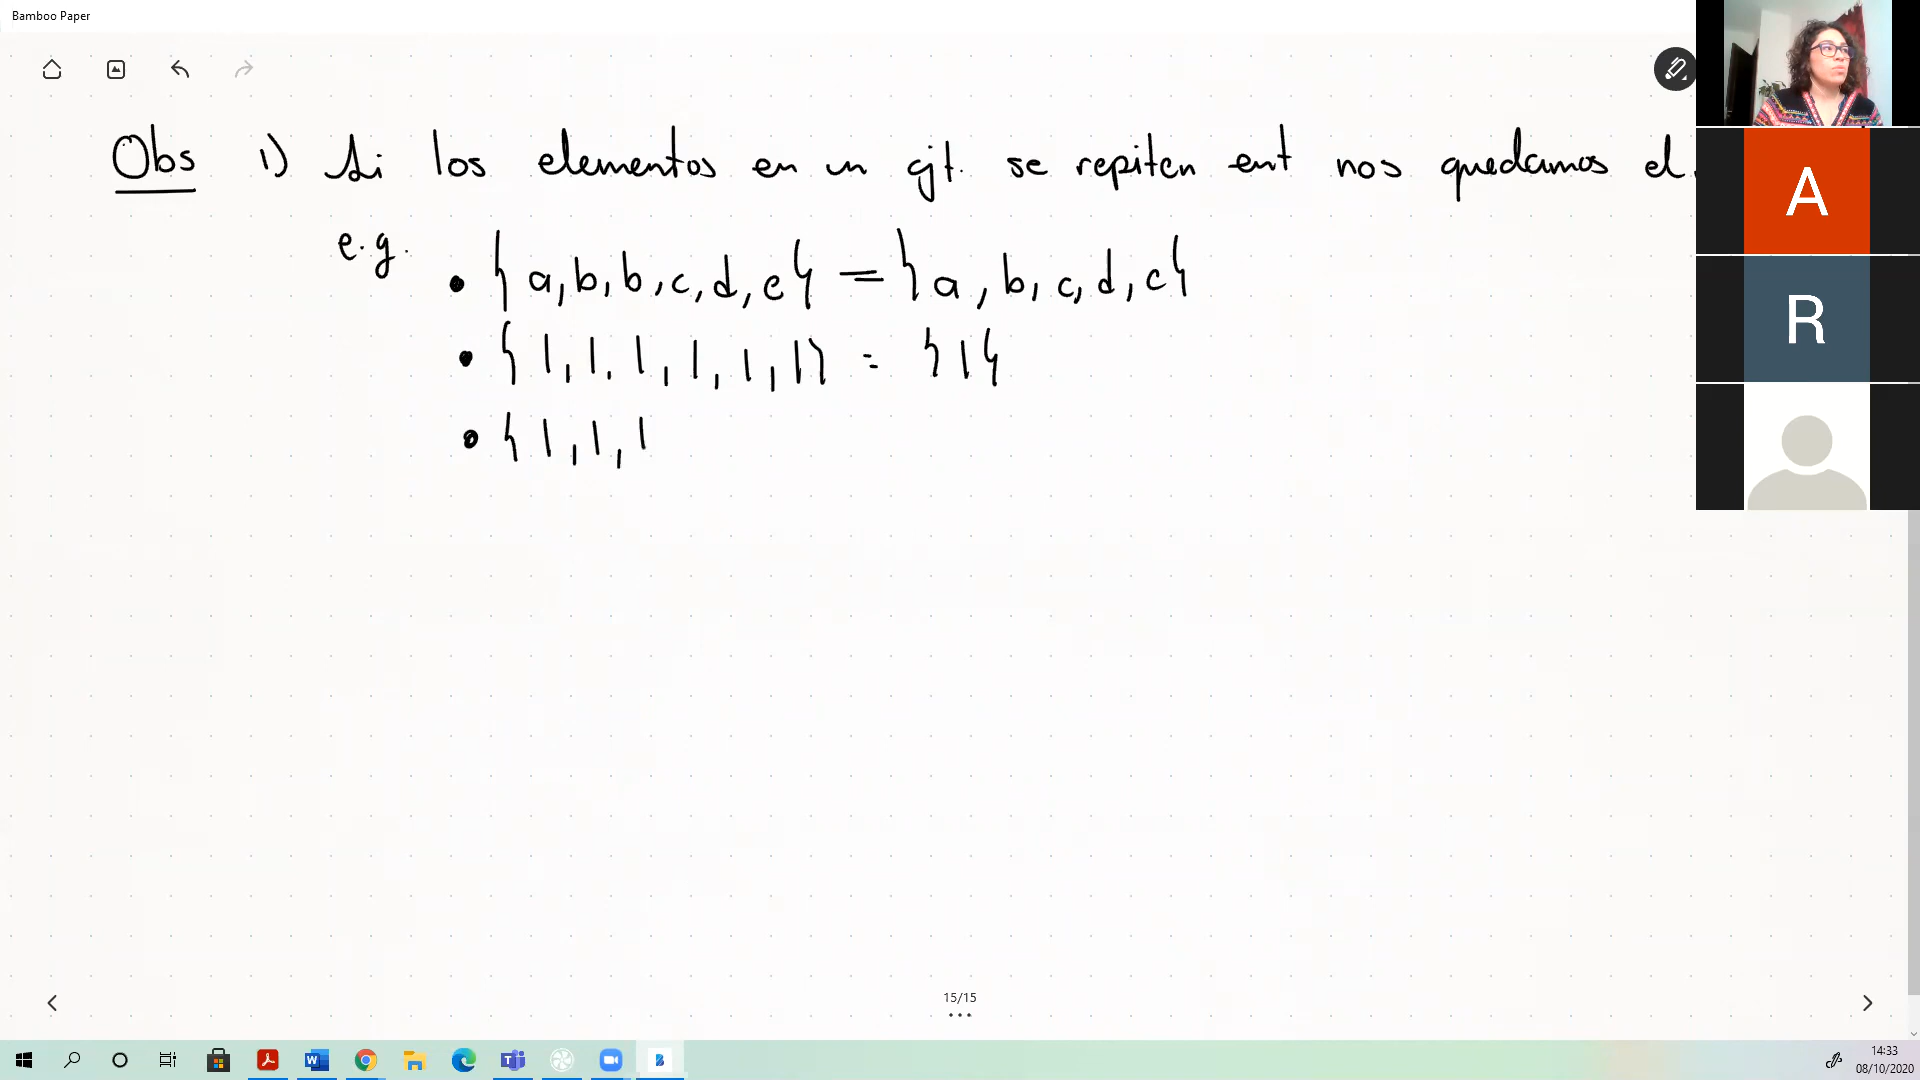 Bamboo Paper
Obs 1) Si los elementos en un cjt. se repiten ent nos quedamos el
e.g.
• { a, b, b, c, d, e } = { a, b, c, d, e }
• { 1, 1, 1, 1, 1, 1 } = { 1 }
• { 1, 1, 1
A
R
15/15
14:33
08/10/2020